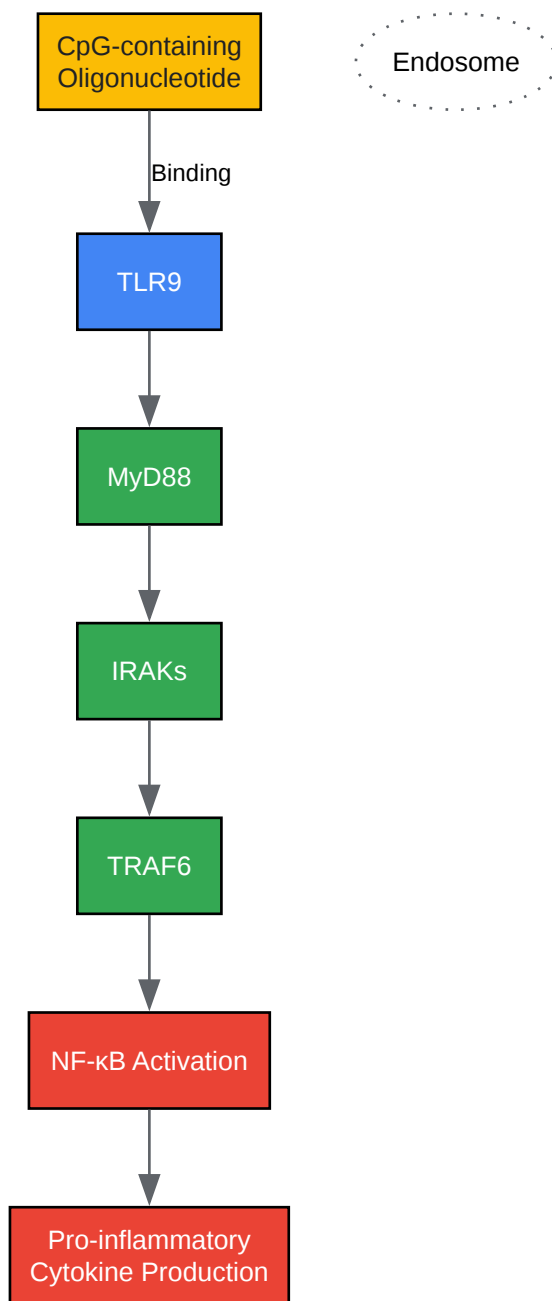 CpG-containing
Oligonucleotide
Endosome
Binding
TLR9
MyD88
IRAKs
TRAF6
NF-κB Activation
Pro-inflammatory
Cytokine Production